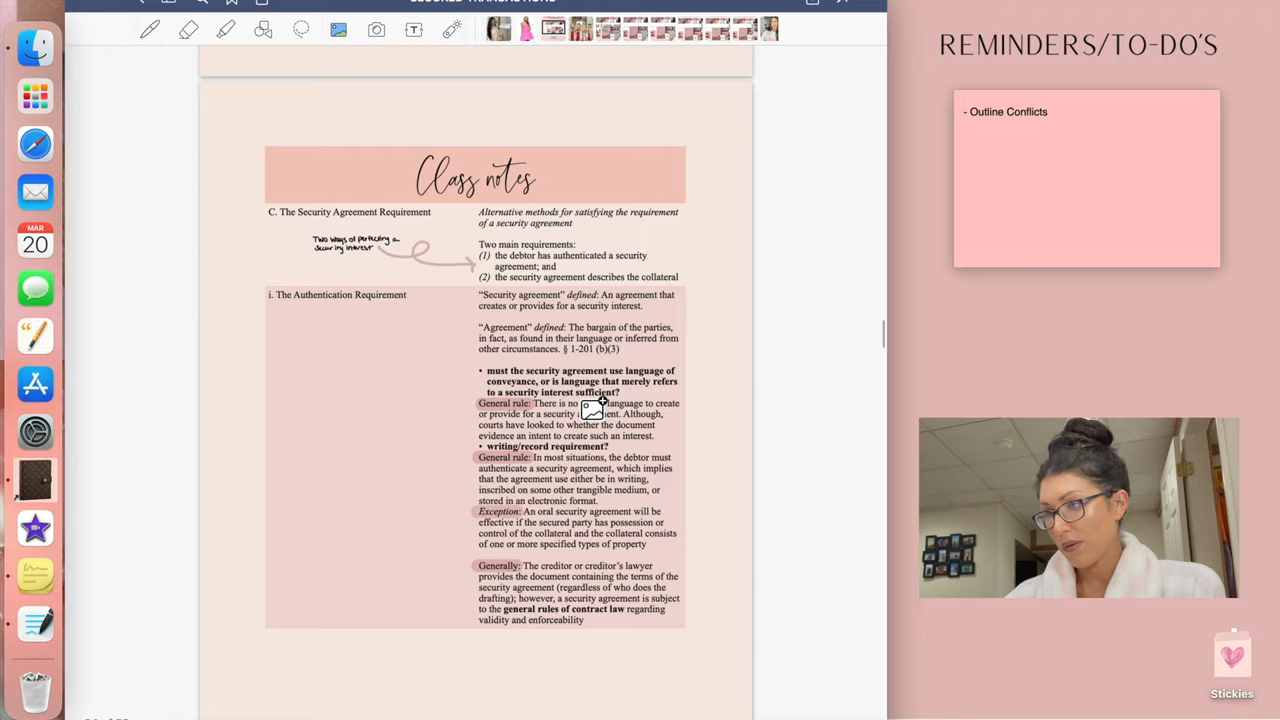 SECURED TRANSACTIONS
REMINDERS/TO-DO'S
- Outline Conflicts
MAR
20
Class notes
C. The Security Agreement Requirement
Two ways of perfecting a
security interest
Alternative methods for satisfying the requirement
of a security agreement
Two main requirements:
(1) the debtor has authenticated a security
agreement; and
(2) the security agreement describes the collateral
i. The Authentication Requirement
“Security agreement” defined: An agreement that
creates or provides for a security interest.
“Agreement” defined: The bargain of the parties,
in fact, as found in their language or inferred from
other circumstances. § 1-201 (b)(3)
• must the security agreement use language of
conveyance, or is language that merely refers
to a security interest sufficient?
General rule: There is no language to create
or provide for a security Although,
courts have looked to whether the document
evidence an intent to create such an interest.
• writing/record requirement?
General rule: In most situations, the debtor must
authenticate a security agreement, which implies
that the agreement use either be in writing,
inscribed on some other trangible medium, or
stored in an electronic format.
Exception: An oral security agreement will be
effective if the secured party has possession or
control of the collateral and the collateral consists
of one or more specified types of property
Generally: The creditor or creditor’s lawyer
provides the document containing the terms of the
security agreement (regardless of who does the
drafting); however, a security agreement is subject
to the general rules of contract law regarding
validity and enforceability
Stickies